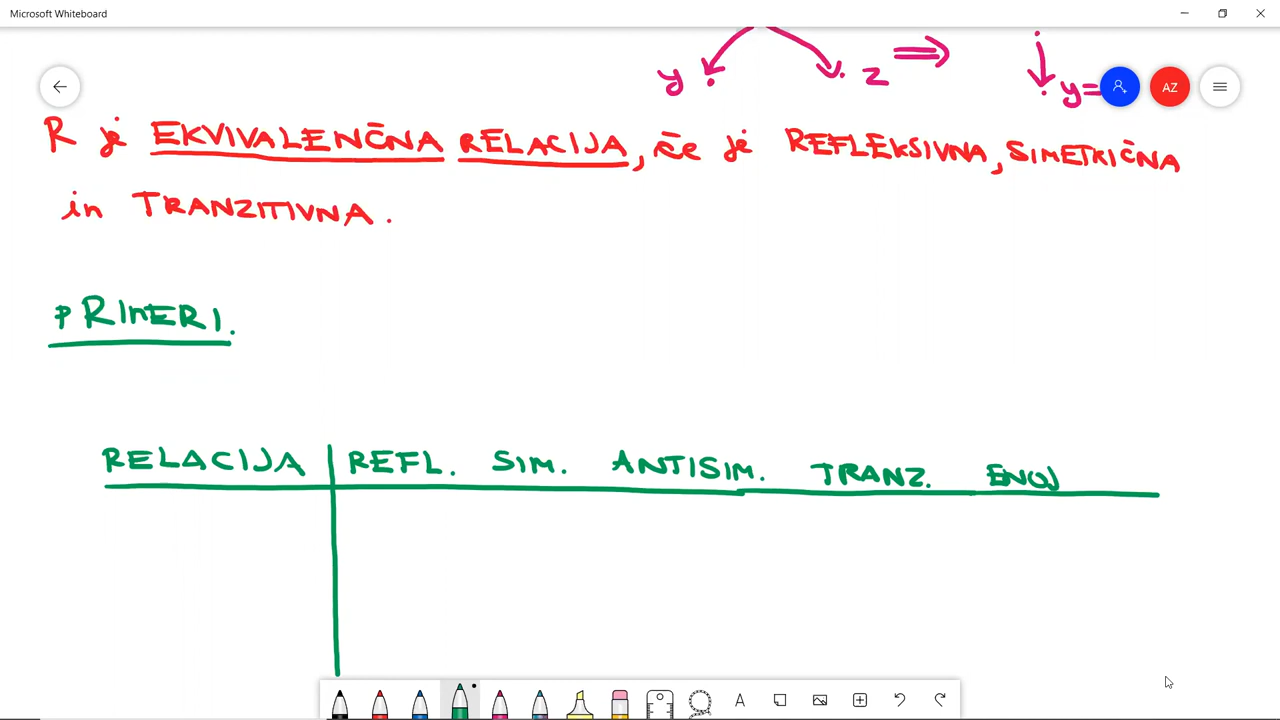 Microsoft Whiteboard
y z ⇒ y=
AZ
R je EKVIVALENČNA RELACIJA, če je REFLEKSIVNA, SIMETRIČNA
in TRANZITIVNA.
PRIMERI.
RELACIJA REFL. SIM. ANTISIM. TRANZ. ENOJ
A